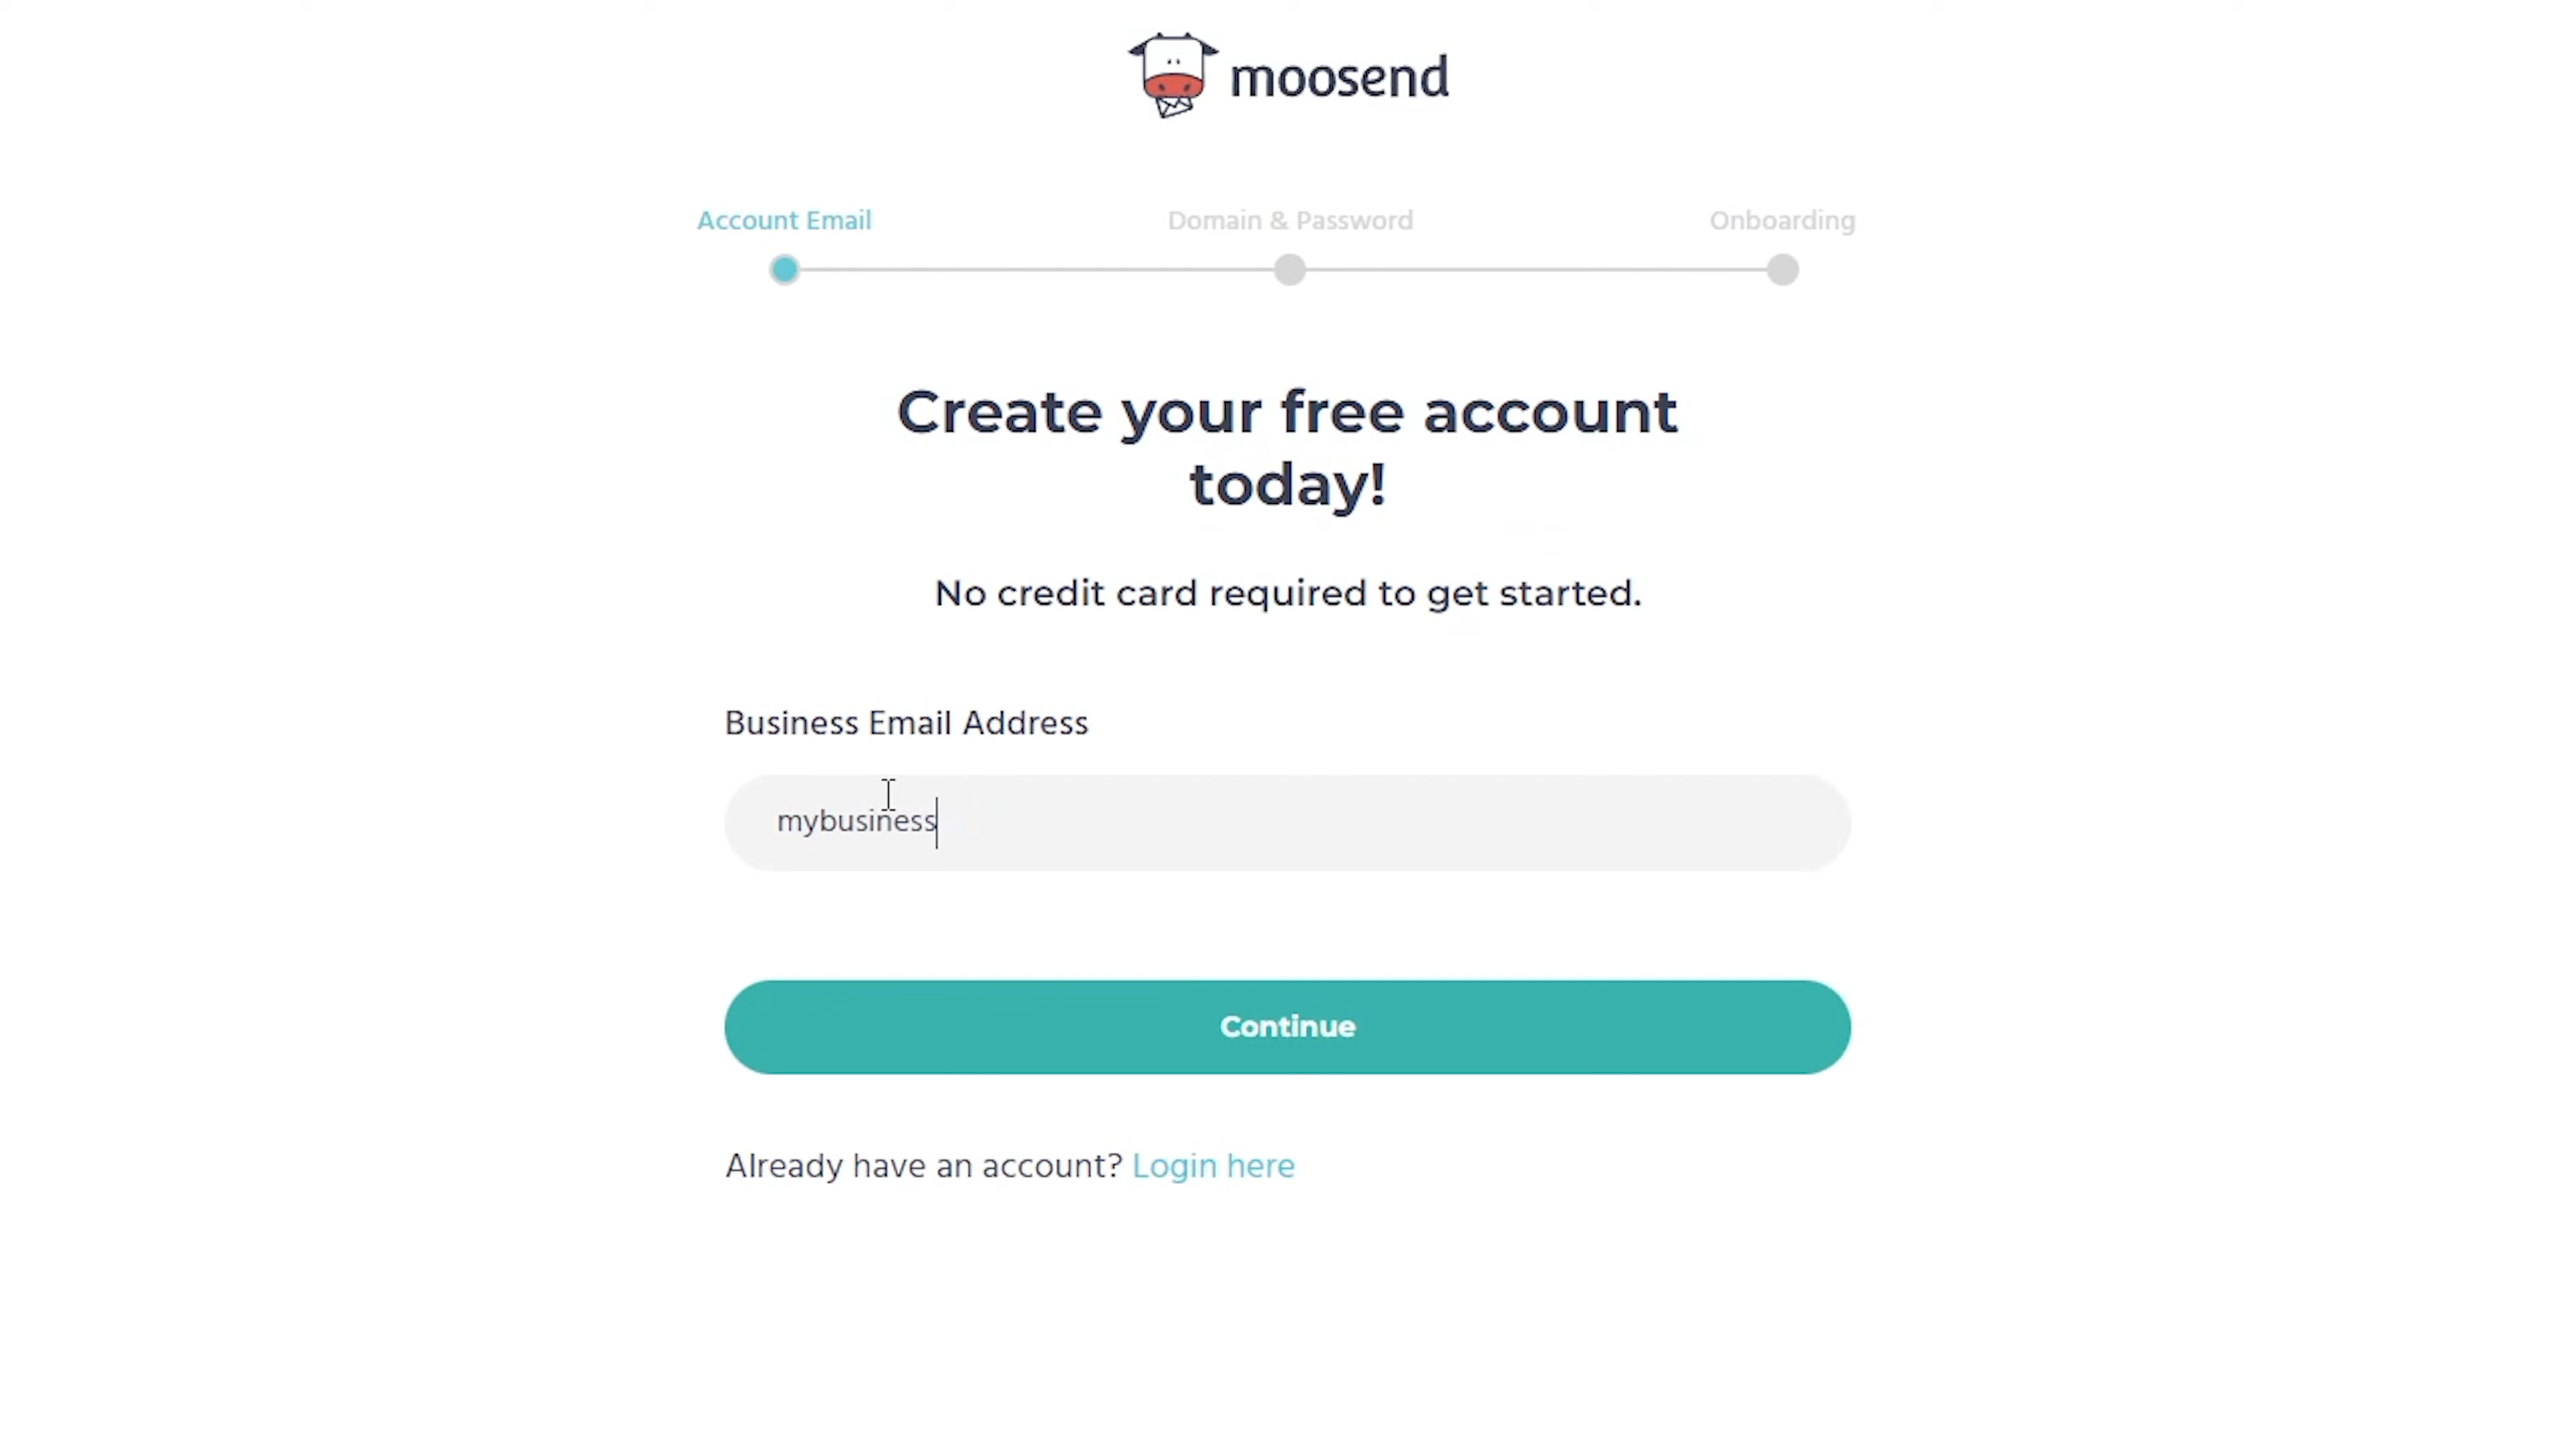 moosend
Account Email
Domain & Password
Onboarding
Create your free account
today!
No credit card required to get started.
Business Email Address
mybusiness
Continue
Already have an account? Login here